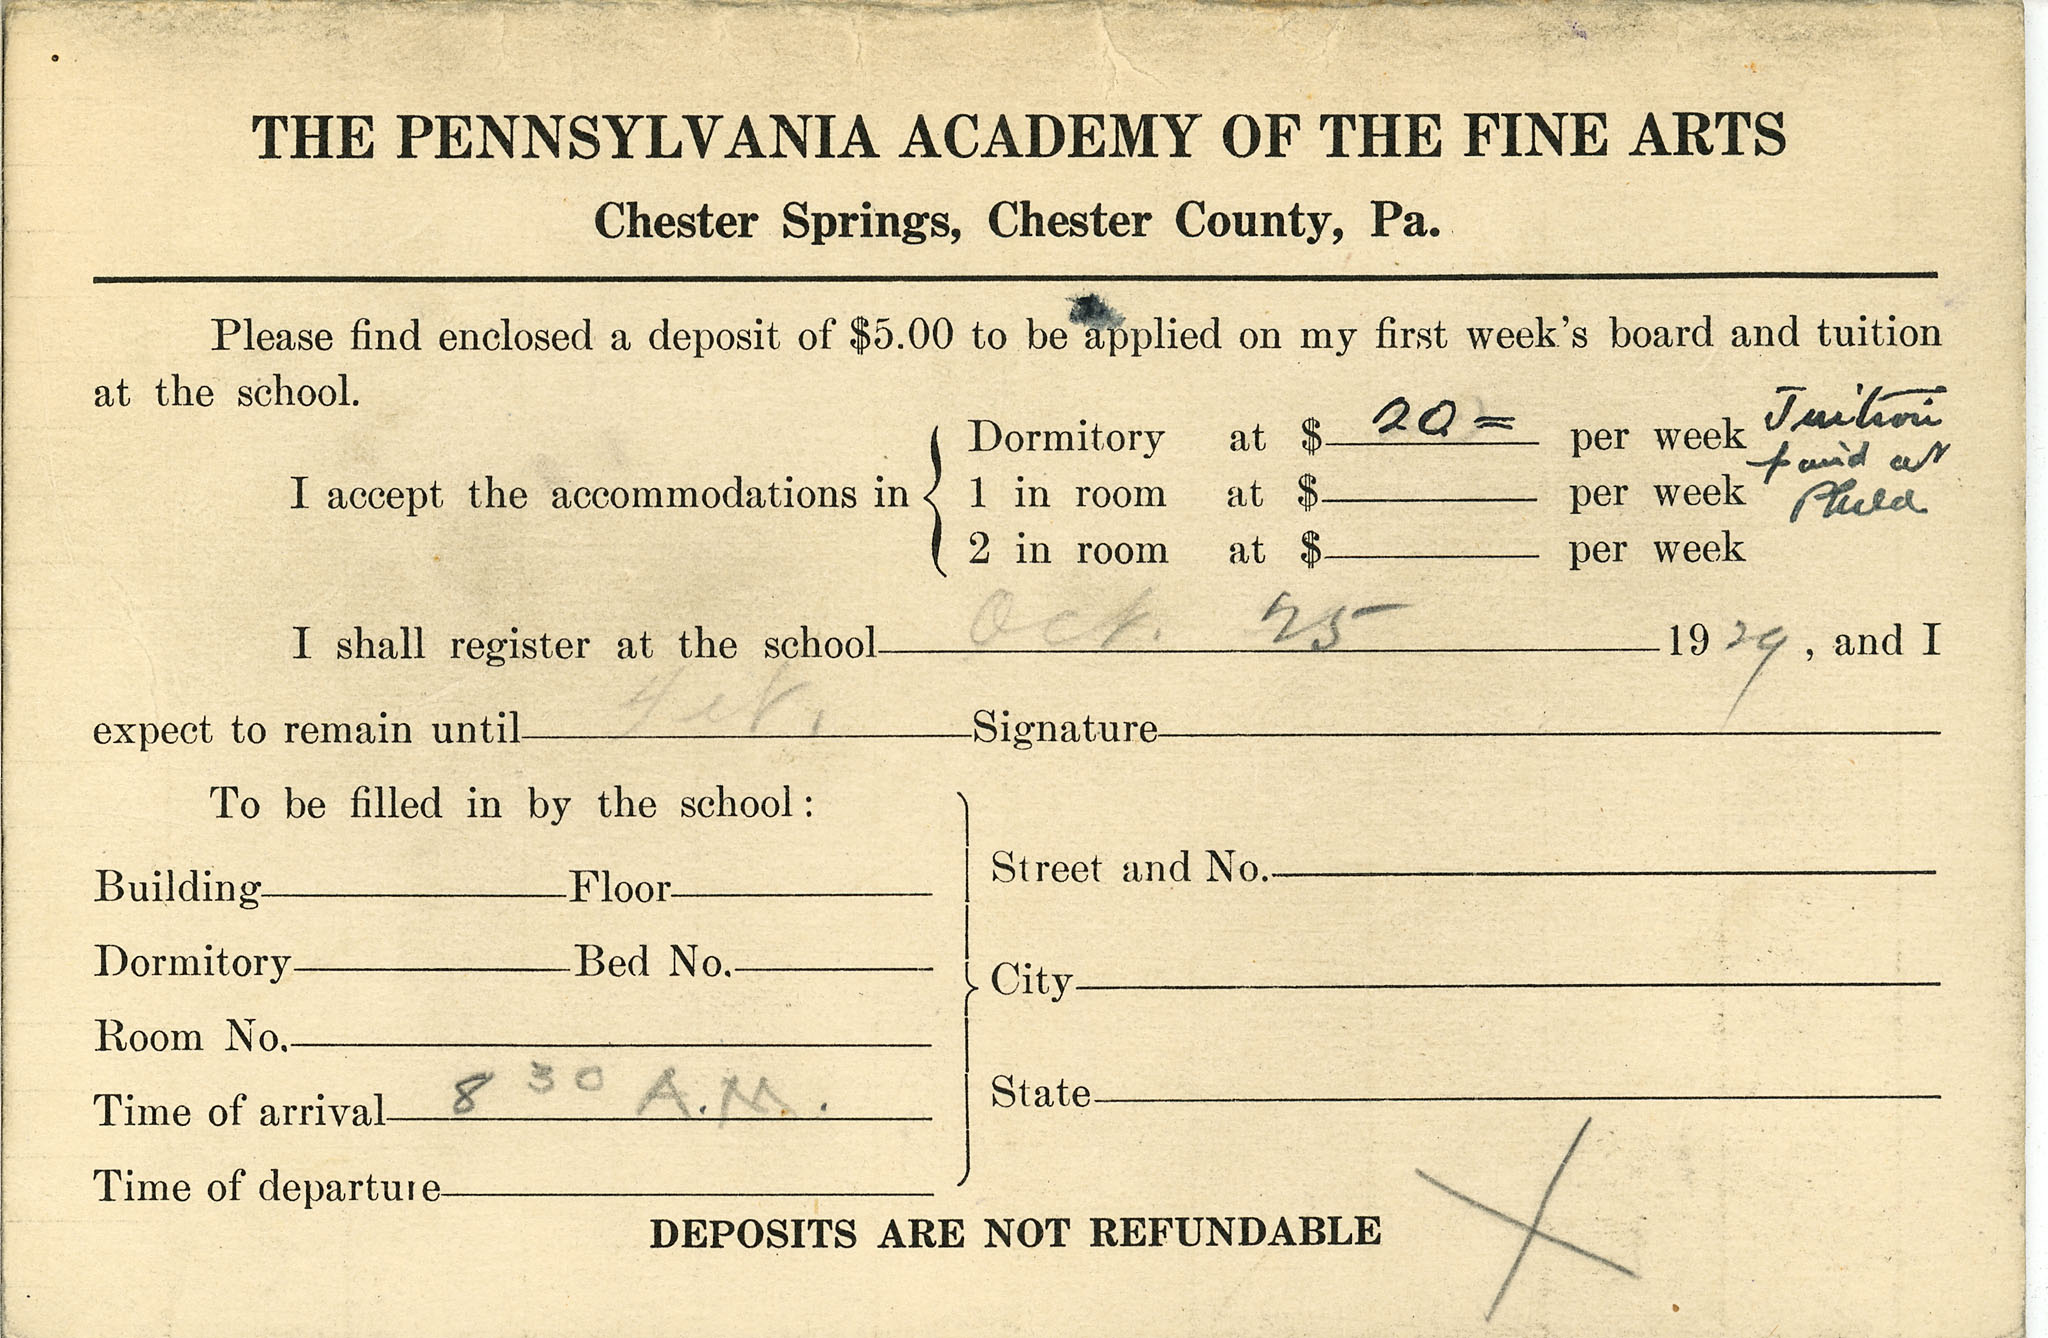 THE PENNSYLVANIA ACADEMY OF THE FINE ARTS
Chester Springs, Chester County, Pa.
Please find enclosed a deposit of $5.00 to be applied on my first week's board and tuition
at the school.
I accept the accommodations in
Dormitory at $ 20 = per week
1 in room at $ per week
2 in room at $ per week
Tuition
paid at
Phila
I shall register at the school Oct. 25 1929, and I
expect to remain until Signature
To be filled in by the school:
Building Floor
Dormitory Bed No.
Room No.
Time of arrival 8 30 A.M.
Time of departure
Street and No.
City
State
DEPOSITS ARE NOT REFUNDABLE